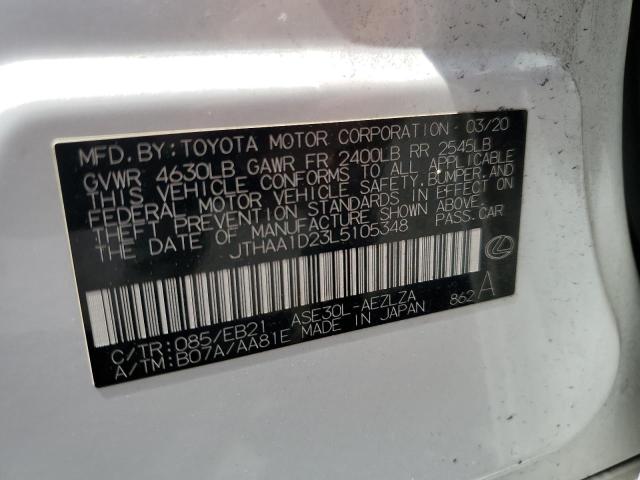 MFD. BY: TOYOTA MOTOR CORPORATION 03/20
GVWR 4630LB GAWR FR 2400LB RR 2545LB
THIS VEHICLE CONFORMS TO ALL APPLICABLE
FEDERAL MOTOR VEHICLE SAFETY, BUMPER, AND
THEFT PREVENTION STANDARDS IN EFFECT ON
THE DATE OF MANUFACTURE SHOWN ABOVE.
JTHAA1D23L5105348 PASS. CAR
C/TR: 085/EB21 ASE30L-AEZLZA 862 A
A/TM: B07A/AA81E MADE IN JAPAN